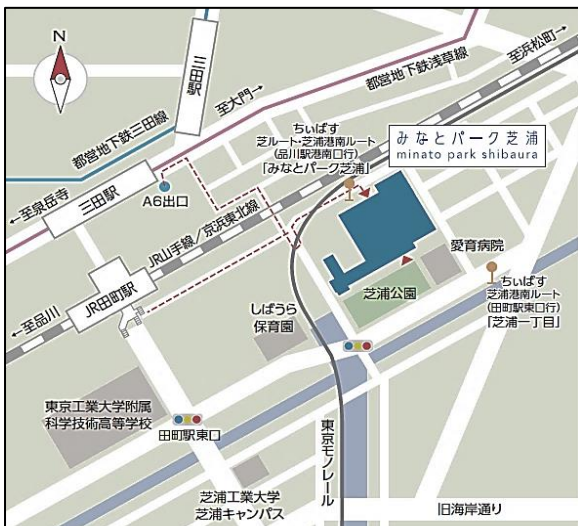 N
三田駅
都営地下鉄三田線
至大門→
都営地下鉄浅草線
至浜松町→
ちぃばす
芝ルート・芝浦港南ルート
(品川駅港南口行)
「みなとパーク芝浦」
みなとパーク芝浦
minato park shibaura
←至泉岳寺
三田駅
A6出口
JR山手線/京浜東北線
JR田町駅
←至品川
愛育病院
芝浦公園
ちぃばす
芝浦港南ルート
(田町駅東口行)
「芝浦一丁目」
しばうら
保育園
東京工業大学附属
科学技術高等学校
田町駅東口
東京モノレール
芝浦工業大学
芝浦キャンパス
旧海岸通り